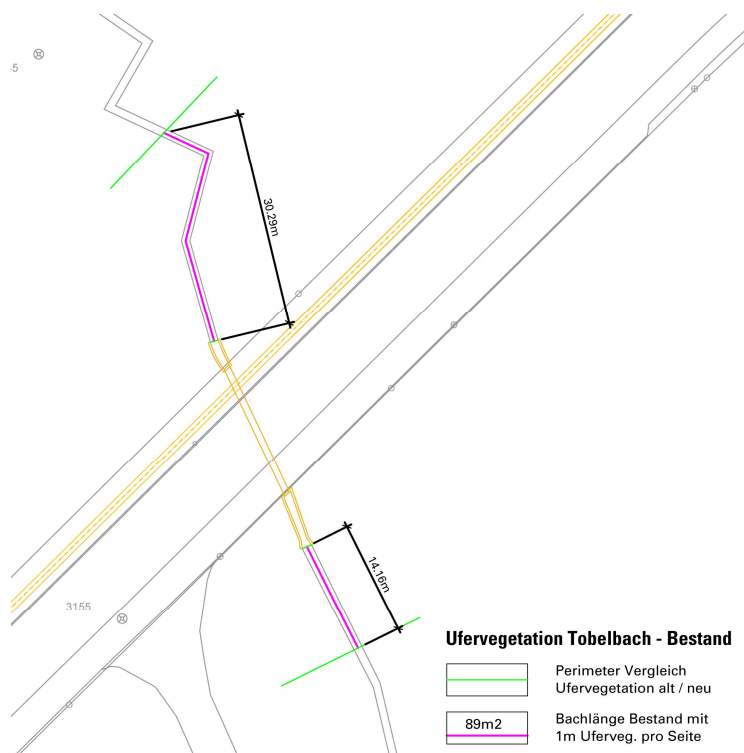 30.29m
14.16m
3155
Ufervegetation Tobelbach - Bestand
Perimeter Vergleich
Ufervegetation alt / neu
89m2
Bachlänge Bestand mit
1m Uferveg. pro Seite